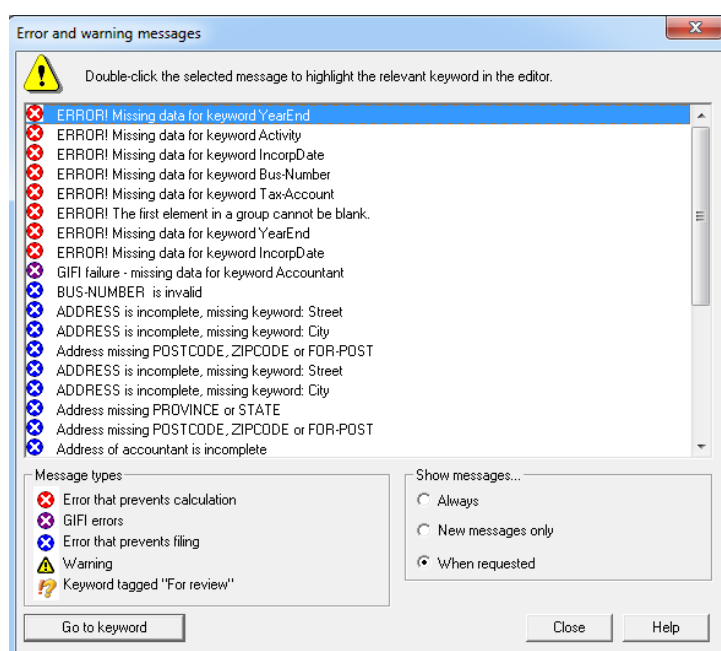 Error and warning messages
Double-click the selected message to highlight the relevant keyword in the editor.
ERROR! Missing data for keyword YearEnd
ERROR! Missing data for keyword Activity
ERROR! Missing data for keyword IncorpDate
ERROR! Missing data for keyword Bus-Number
ERROR! Missing data for keyword Tax-Account
ERROR! The first element in a group cannot be blank.
ERROR! Missing data for keyword YearEnd
ERROR! Missing data for keyword IncorpDate
GIFI failure - missing data for keyword Accountant
BUS-NUMBER is invalid
ADDRESS is incomplete, missing keyword: Street
ADDRESS is incomplete, missing keyword: City
Address missing POSTCODE, ZIPCODE or FOR-POST
ADDRESS is incomplete, missing keyword: Street
ADDRESS is incomplete, missing keyword: City
Address missing PROVINCE or STATE
Address missing POSTCODE, ZIPCODE or FOR-POST
Address of accountant is incomplete
Message types
Error that prevents calculation
GIFI errors
Error that prevents filing
Warning
Keyword tagged "For review"
Show messages...
Always
New messages only
When requested
Go to keyword
Close
Help